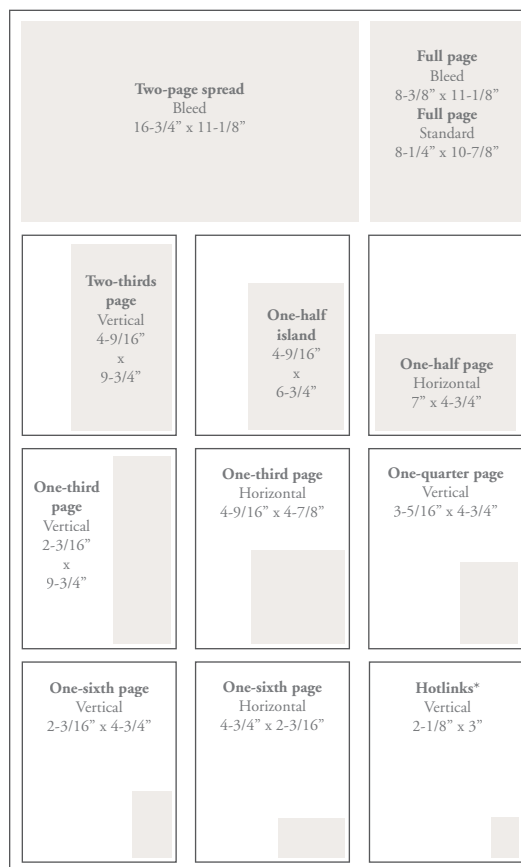 Two-page spread
Bleed
16-3/4” x 11-1/8”
Full page
Bleed
8-3/8” x 11-1/8”
Full page
Standard
8-1/4” x 10-7/8”
Two-thirds
page
Vertical
4-9/16”
x
9-3/4”
One-half
island
4-9/16”
x
6-3/4”
One-half page
Horizontal
7” x 4-3/4”
One-third
page
Vertical
2-3/16”
x
9-3/4”
One-third page
Horizontal
4-9/16” x 4-7/8”
One-quarter page
Vertical
3-5/16” x 4-3/4”
One-sixth page
Vertical
2-3/16” x 4-3/4”
One-sixth page
Horizontal
4-3/4” x 2-3/16”
Hotlinks*
Vertical
2-1/8” x 3”